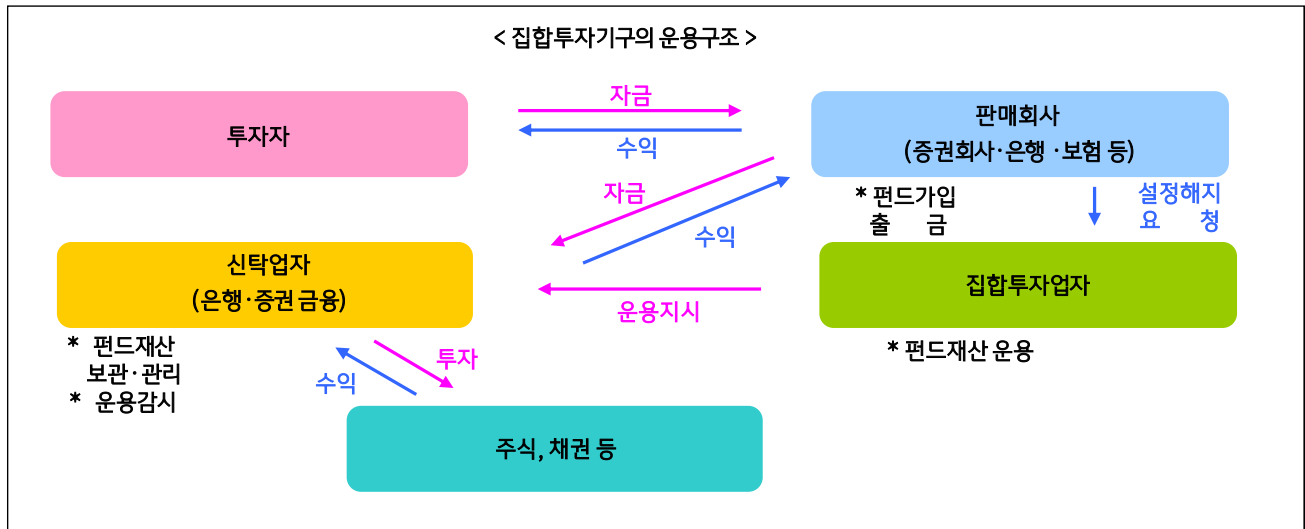 < 집합투자기구의 운용구조 >
자금
투자자
수익
판매회사
(증권회사·은행 ·보험 등)
자금
수익
* 펀드가입
출 금
설정해지
요 청
신탁업자
(은행·증권 금융)
운용지시
집합투자업자
* 펀드재산
보관·관리
* 운용감시
* 펀드재산 운용
투자
수익
주식, 채권 등